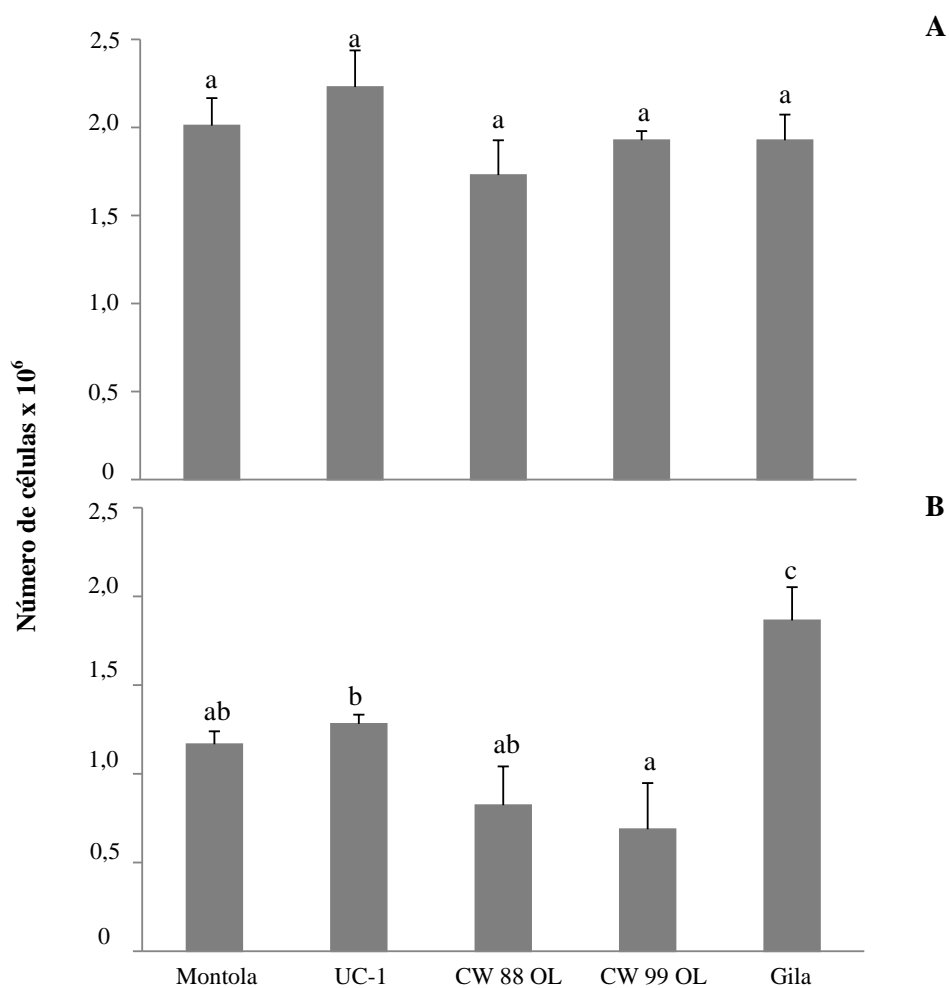 A
2,5
2,0
1,5
1,0
0,5
0
a
a
a
a
a
Número de células x 10⁶
B
2,5
2,0
1,5
1,0
0,5
0
ab
b
ab
a
c
Montola UC-1 CW 88 OL CW 99 OL Gila